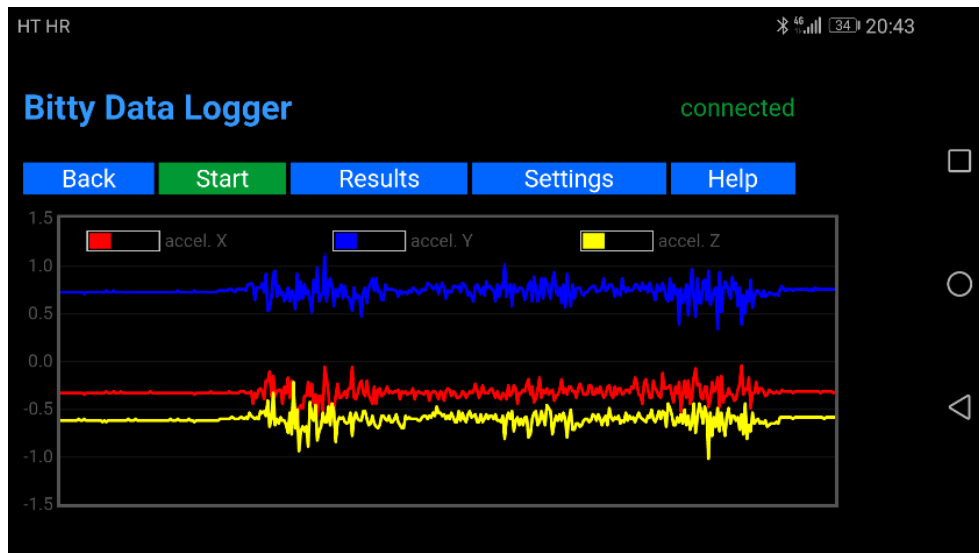 HT HR 46 34 20:43
Bitty Data Logger connected
Back Start Results Settings Help
1.5
accel. X accel. Y accel. Z
1.0
0.5
0.0
-0.5
-1.0
-1.5